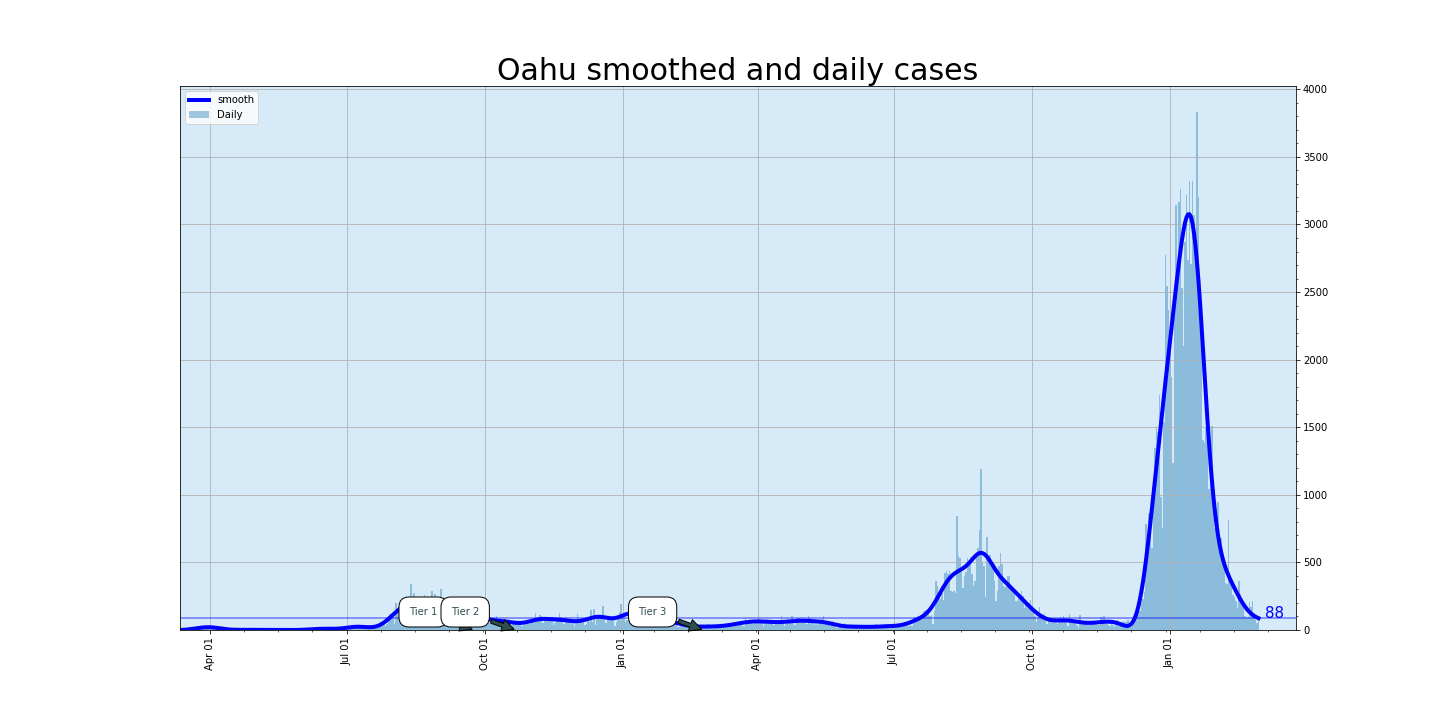 Oahu smoothed and daily cases
smooth
Daily
4000
3500
3000
2500
2000
1500
1000
500
0
Tier 1
Tier 2
Tier 3
88
Apr 01
Jul 01
Oct 01
Jan 01
Apr 01
Jul 01
Oct 01
Jan 01